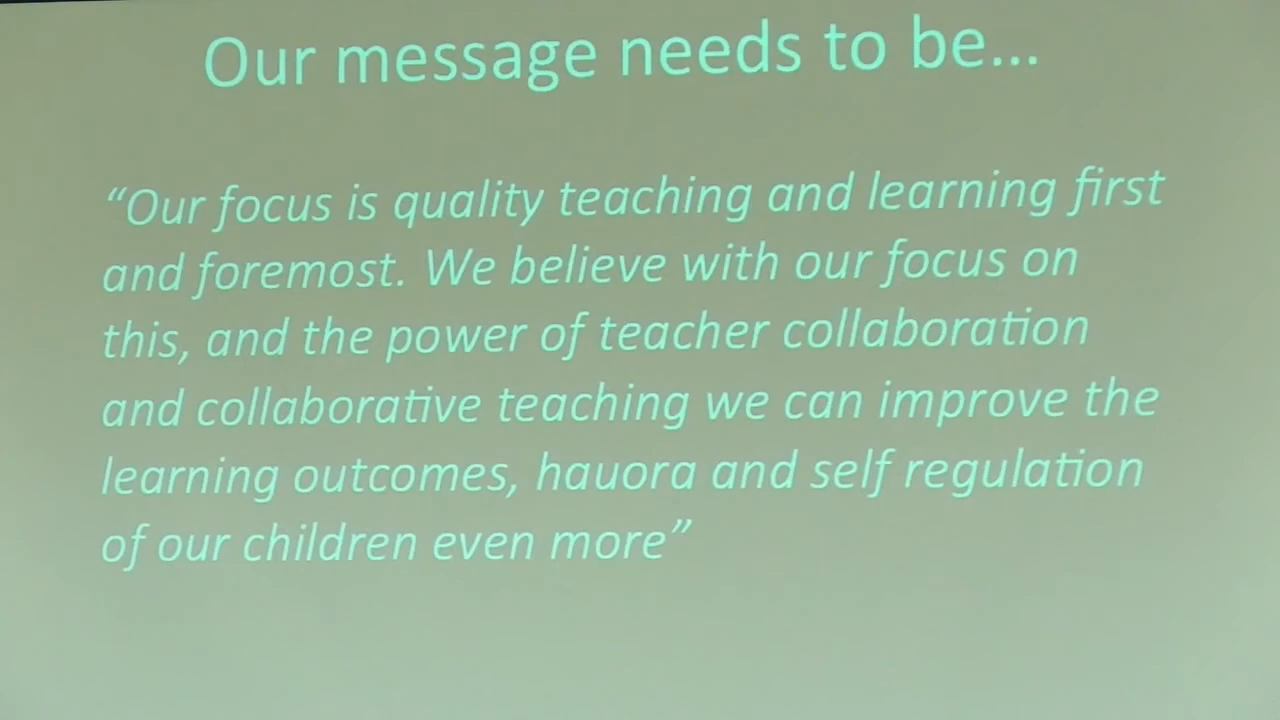 Our message needs to be...
“Our focus is quality teaching and learning first
and foremost. We believe with our focus on
this, and the power of teacher collaboration
and collaborative teaching we can improve the
learning outcomes, hauora and self regulation
of our children even more”